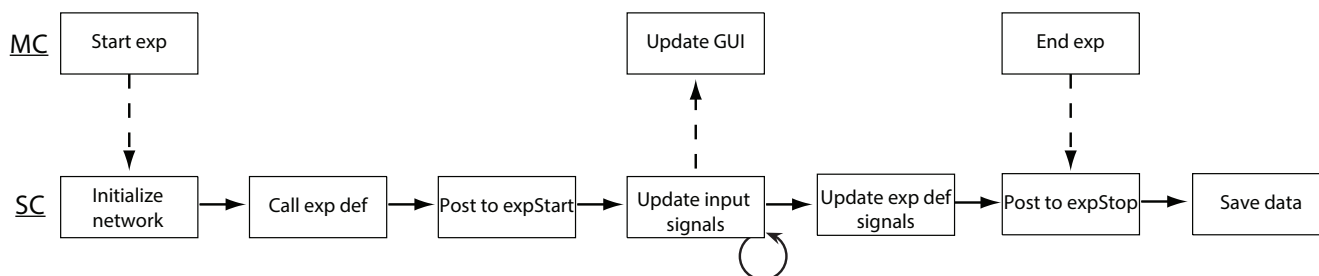 MC
Start exp
Update GUI
End exp
SC
Initialize
network
Call exp def
Post to expStart
Update input
signals
Update exp def
signals
Post to expStop
Save data